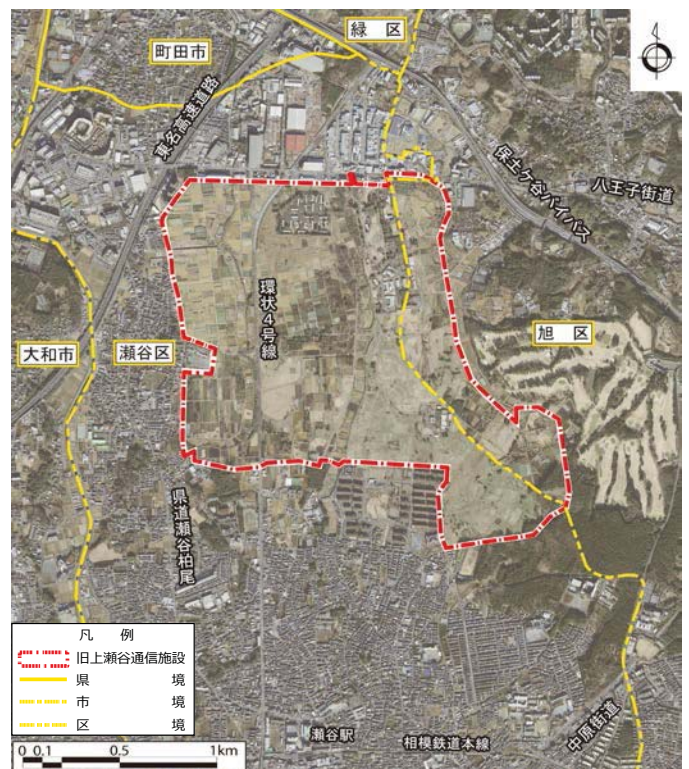 緑 区
町田市
東名高速道路
保土ケ谷バイパス
八王子街道
環状4号線
旭 区
大和市
瀬谷区
県道瀬谷柏尾
凡 例
旧上瀬谷通信施設
県 境
市 境
区 境
瀬谷駅
相模鉄道本線
中原街道
0 0.1 0.5 1km